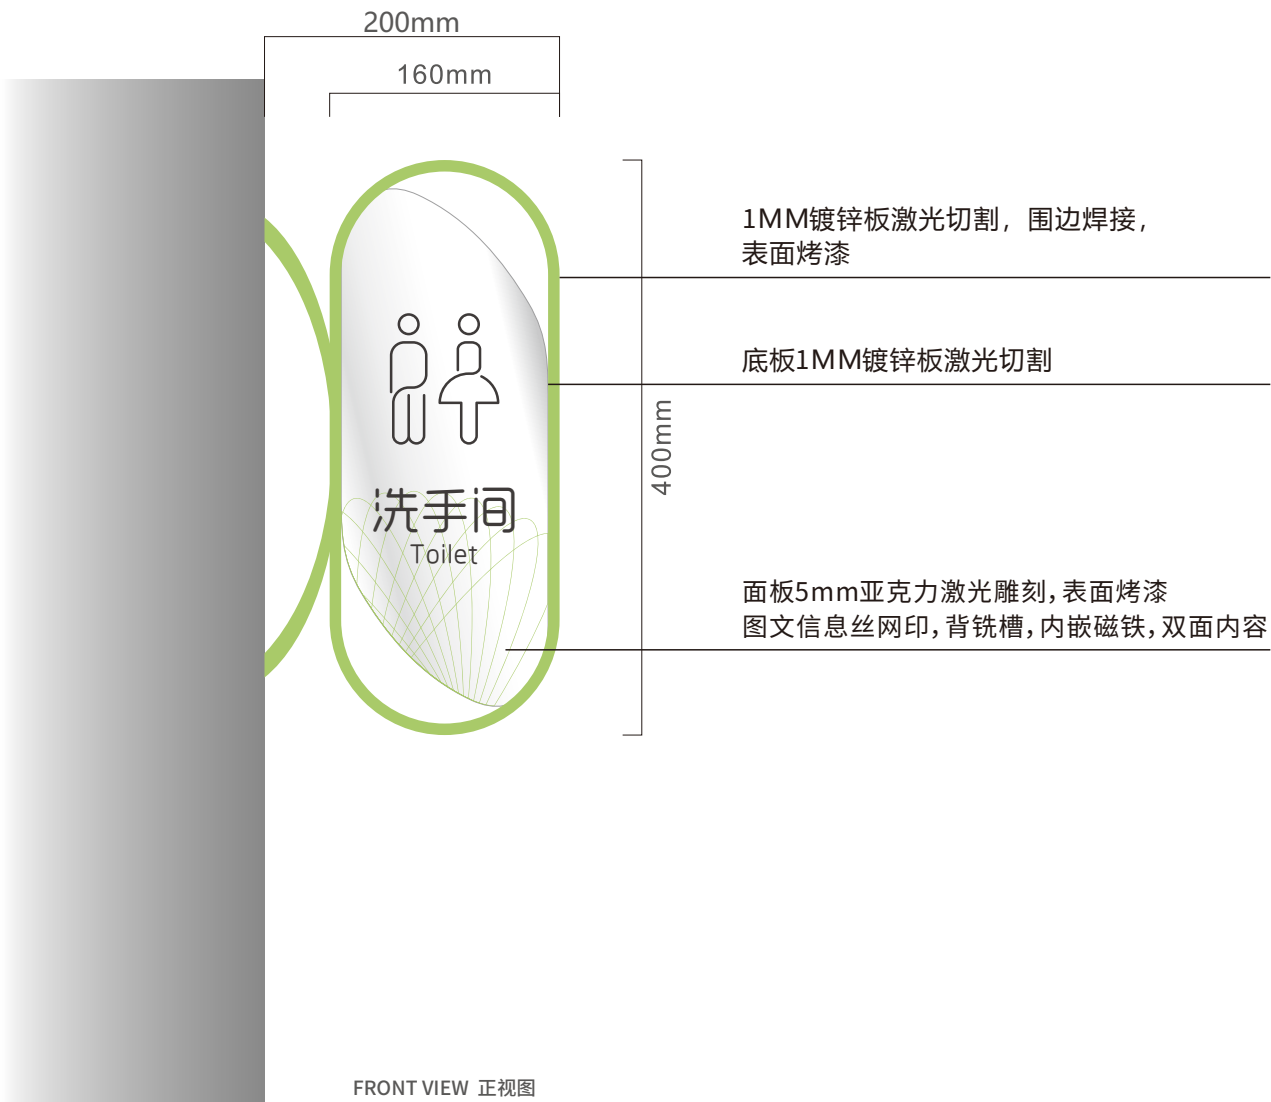 200mm
160mm
1MM镀锌板激光切割，围边焊接，
表面烤漆
底板1MM镀锌板激光切割
400mm
洗手间
Toilet
面板5mm亚克力激光雕刻，表面烤漆
图文信息丝网印，背铣槽，内嵌磁铁，双面内容
FRONT VIEW 正视图